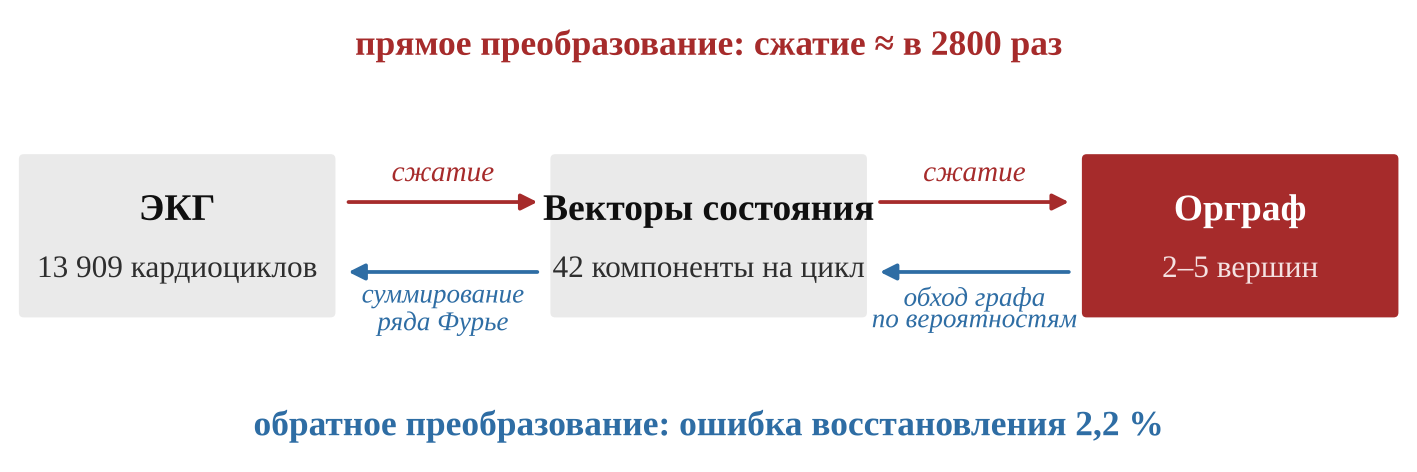 прямое преобразование: сжатие ≈ в 2800 раз
сжатие
сжатие
ЭКГ
Векторы состояния
Орграф
13 909 кардиоциклов
42 компоненты на цикл
2–5 вершин
суммирование
ряда Фурье
обход графа
по вероятностям
обратное преобразование: ошибка восстановления 2,2 %